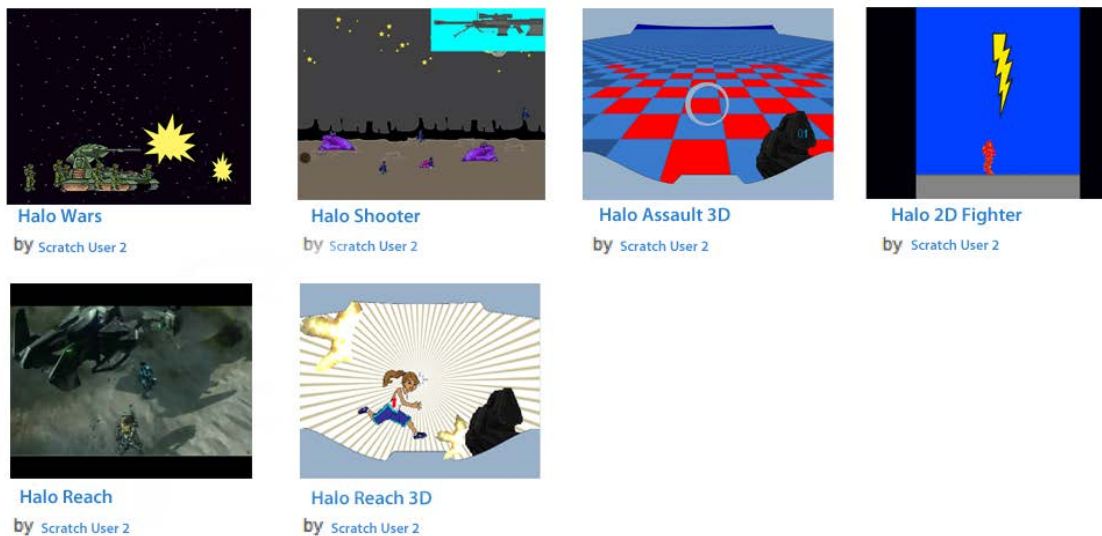 01
Halo Wars
by Scratch User 2
Halo Shooter
by Scratch User 2
Halo Assault 3D
by Scratch User 2
Halo 2D Fighter
by Scratch User 2
Halo Reach
by Scratch User 2
Halo Reach 3D
by Scratch User 2